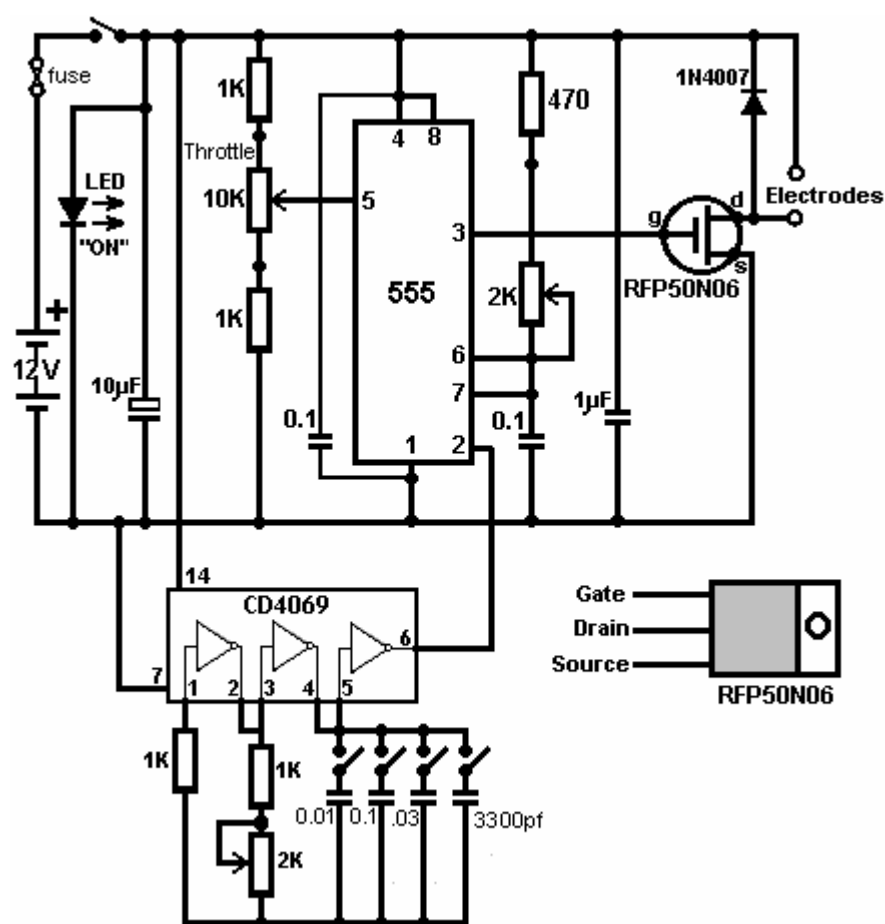 fuse
1K
470
1N4007
4 8
Throttle
LED
10K
5
Electrodes
d
g
3
"ON"
s
555
2K
RFP50N06
+
1K
6
12V
10µF
7
1µF
0.1
1
2
0.1
14
CD4069
Gate
6
Drain
7
Source
1 2 3 4 5
RFP50N06
1K
1K
0.01
0.1
.03
3300pf
2K